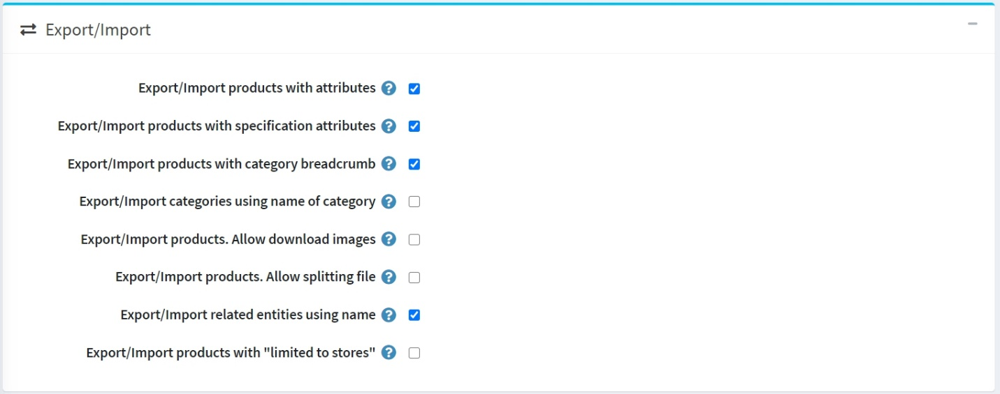 Export/Import
Export/Import products with attributes
Export/Import products with specification attributes
Export/Import products with category breadcrumb
Export/Import categories using name of category
Export/Import products. Allow download images
Export/Import products. Allow splitting file
Export/Import related entities using name
Export/Import products with "limited to stores"